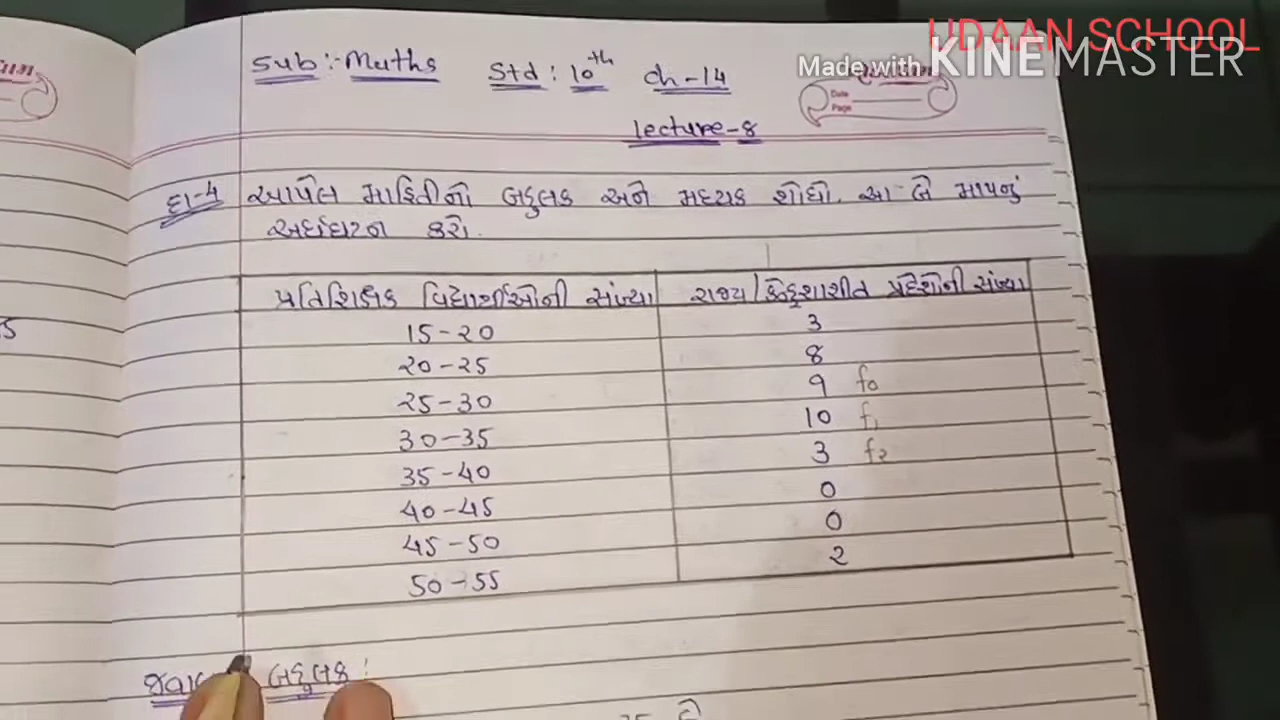 UDAAN SCHOOL
Made with KINEMASTER
Sub :- Maths Std : 10th ch-14
Date
Page
lecture-8
દા-4 આપેલ માહિતીનો બહુલક અને મધ્યક શોધો. આ બે માપનું
અર્થઘટન કરો.
પ્રતિશિક્ષક વિદ્યાર્થીઓની સંખ્યા રાજ્ય/કેન્દ્રશાસીત પ્રદેશોની સંખ્યા
15-20 3
20-25 8
25-30 9 f0
30-35 10 f1
35-40 3 f2
40-45 0
45-50 0
50-55 2
બહુલક :